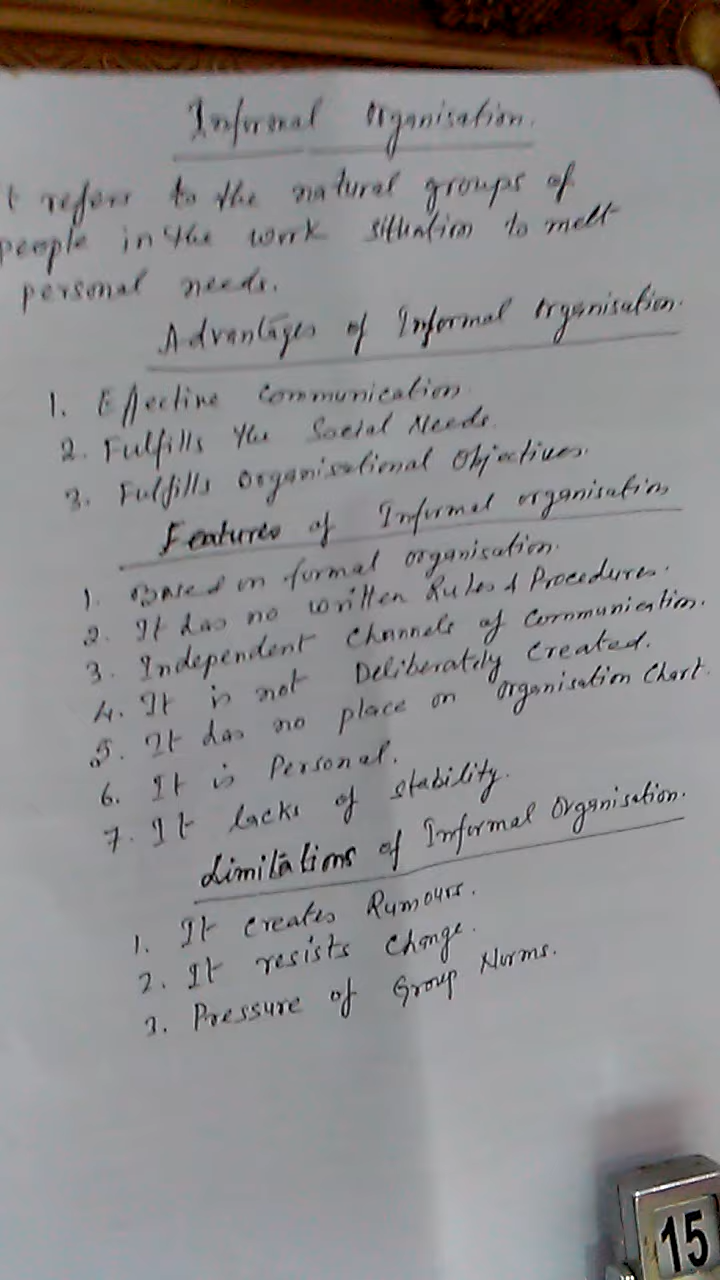 Informal Organisation.
t refers to the natural groups of
people in the work situation to meet
personal needs.
Advantages of Informal Organisation.
1. Effective Communication.
2. Fulfills the Social Needs.
3. Fulfills Organisational Objectives.
Features of Informal organisation
1. Based on formal organisation.
2. It has no written Rules & Procedures.
3. Independent Channels of Communication.
4. It is not Deliberately Created.
5. It has no place on Organisation Chart.
6. It is Personal.
7. It lacks of stability.
Limitations of Informal Organisation.
1. It creates Rumours.
2. It resists Change.
3. Pressure of Group Norms.
15